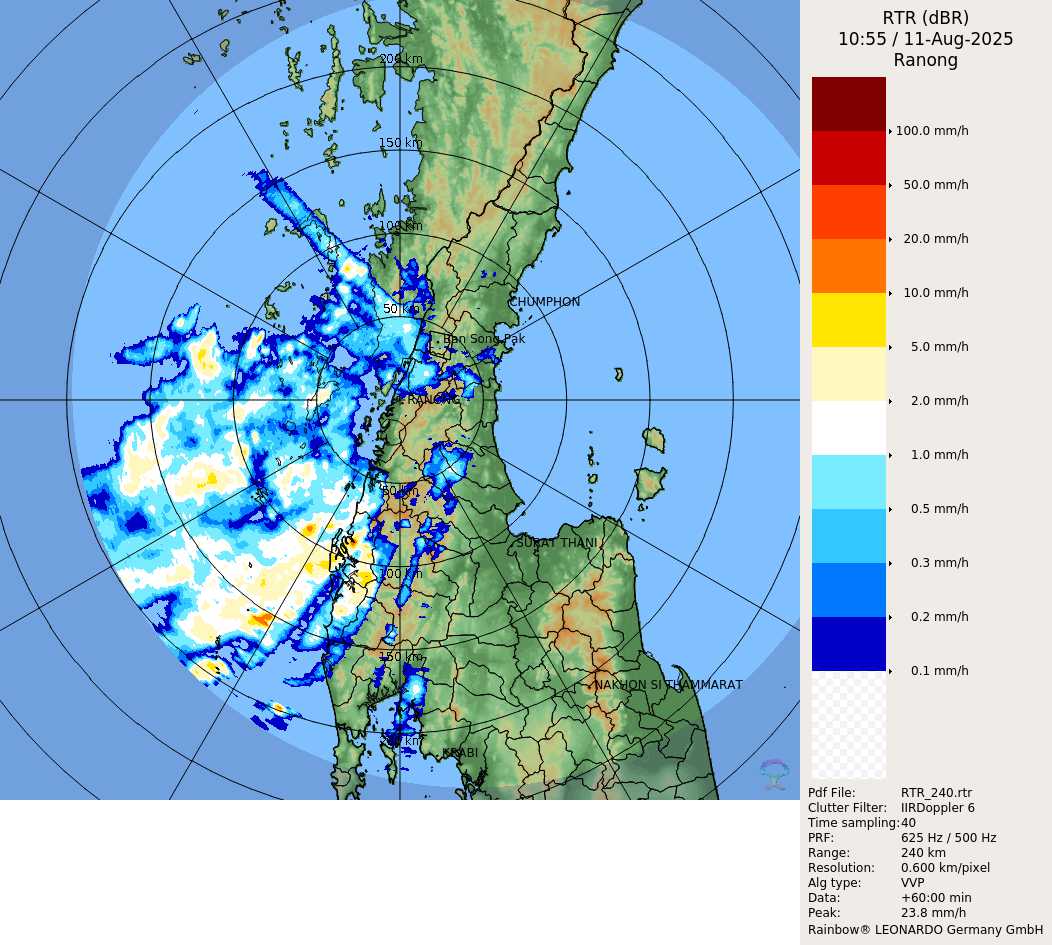 RTR (dBR)
10:55 / 11-Aug-2025
Ranong
100.0 mm/h
50.0 mm/h
20.0 mm/h
10.0 mm/h
5.0 mm/h
2.0 mm/h
1.0 mm/h
0.5 mm/h
0.3 mm/h
0.2 mm/h
0.1 mm/h
Pdf File: RTR_240.rtr
Clutter Filter: IIRDoppler 6
Time sampling:40
PRF: 625 Hz / 500 Hz
Range: 240 km
Resolution: 0.600 km/pixel
Alg type: VVP
Data: +60:00 min
Peak: 23.8 mm/h
Rainbow® LEONARDO Germany GmbH
200 km
150 km
100 km
CHUMPHON
50 km
Ban Song Pak
RANONG
50 km
SURAT THANI
100 km
150 km
NAKHON SI THAMMARAT
200 km
KRABI